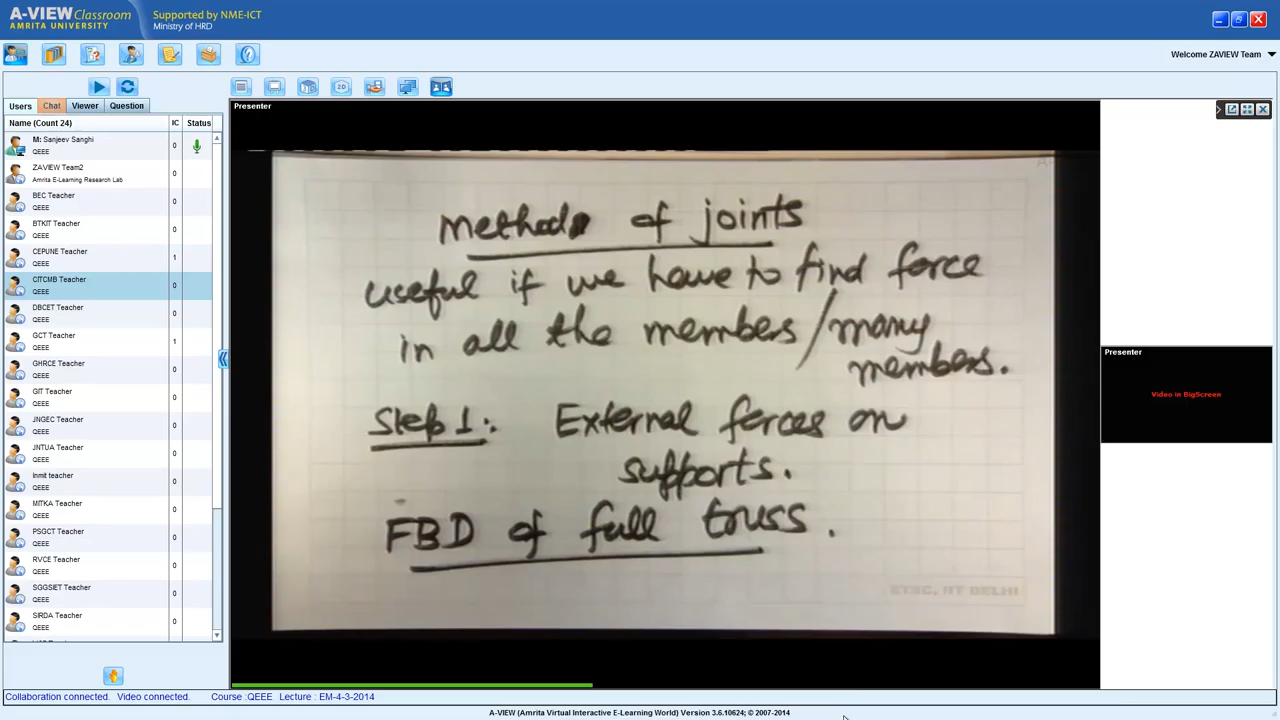 A-VIEW Classroom
AMRITA UNIVERSITY
Supported by NME-ICT
Ministry of HRD
Welcome ZAVIEW Team
Users Chat Viewer Question
Name (Count 24) IC Status
M: Sanjeev Sanghi 0
QEEE
ZAVIEW Team2 0
Amrita E-Learning Research Lab
BEC Teacher 0
QEEE
BTKIT Teacher 0
QEEE
CEPUNE Teacher 1
QEEE
CITCMB Teacher 0
QEEE
DBCET Teacher 0
QEEE
GCT Teacher 1
QEEE
GHRCE Teacher 0
QEEE
GIT Teacher 0
QEEE
JNGEC Teacher 0
QEEE
JNTUA Teacher 0
QEEE
lnmit teacher 0
QEEE
MITKA Teacher 0
QEEE
PSGCT Teacher 0
QEEE
RVCE Teacher 0
QEEE
SGGSIET Teacher 0
QEEE
SIRDA Teacher 0
QEEE
Presenter
Method of joints
useful if we have to find force
in all the members / many
members.
Step 1: External forces on
supports.
FBD of full truss.
ETSC, IIT DELHI
Presenter
Video in BigScreen
Collaboration connected. Video connected. Course :QEEE Lecture : EM-4-3-2014
A-VIEW (Amrita Virtual Interactive E-Learning World) Version 3.6.10624; © 2007-2014